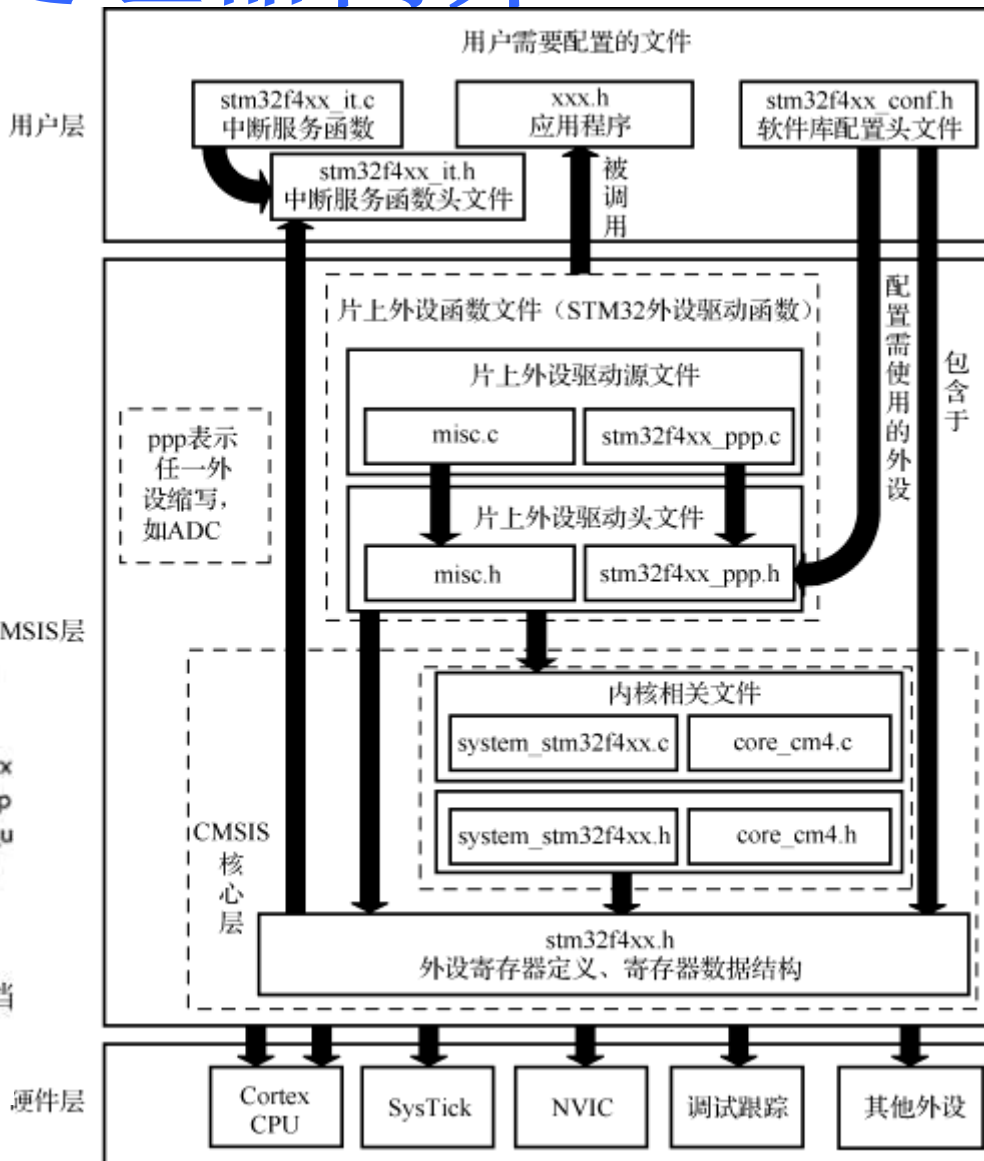 用户需要配置的文件
用户层
stm32f4xx_it.c
中断服务函数
xxx.h
应用程序
stm32f4xx_conf.h
软件库配置头文件
stm32f4xx_it.h
中断服务函数头文件
被调用
配置需使用的外设
包含于
片上外设函数文件（STM32外设驱动函数）
片上外设驱动源文件
misc.c
stm32f4xx_ppp.c
ppp表示
任一外
设缩写，
如ADC
片上外设驱动头文件
misc.h
stm32f4xx_ppp.h
MSIS层
内核相关文件
system_stm32f4xx.c
core_cm4.c
system_stm32f4xx.h
core_cm4.h
x
p
u
CMSIS
核
心
层
stm32f4xx.h
外设寄存器定义、寄存器数据结构
硬件层
Cortex
CPU
SysTick
NVIC
调试跟踪
其他外设